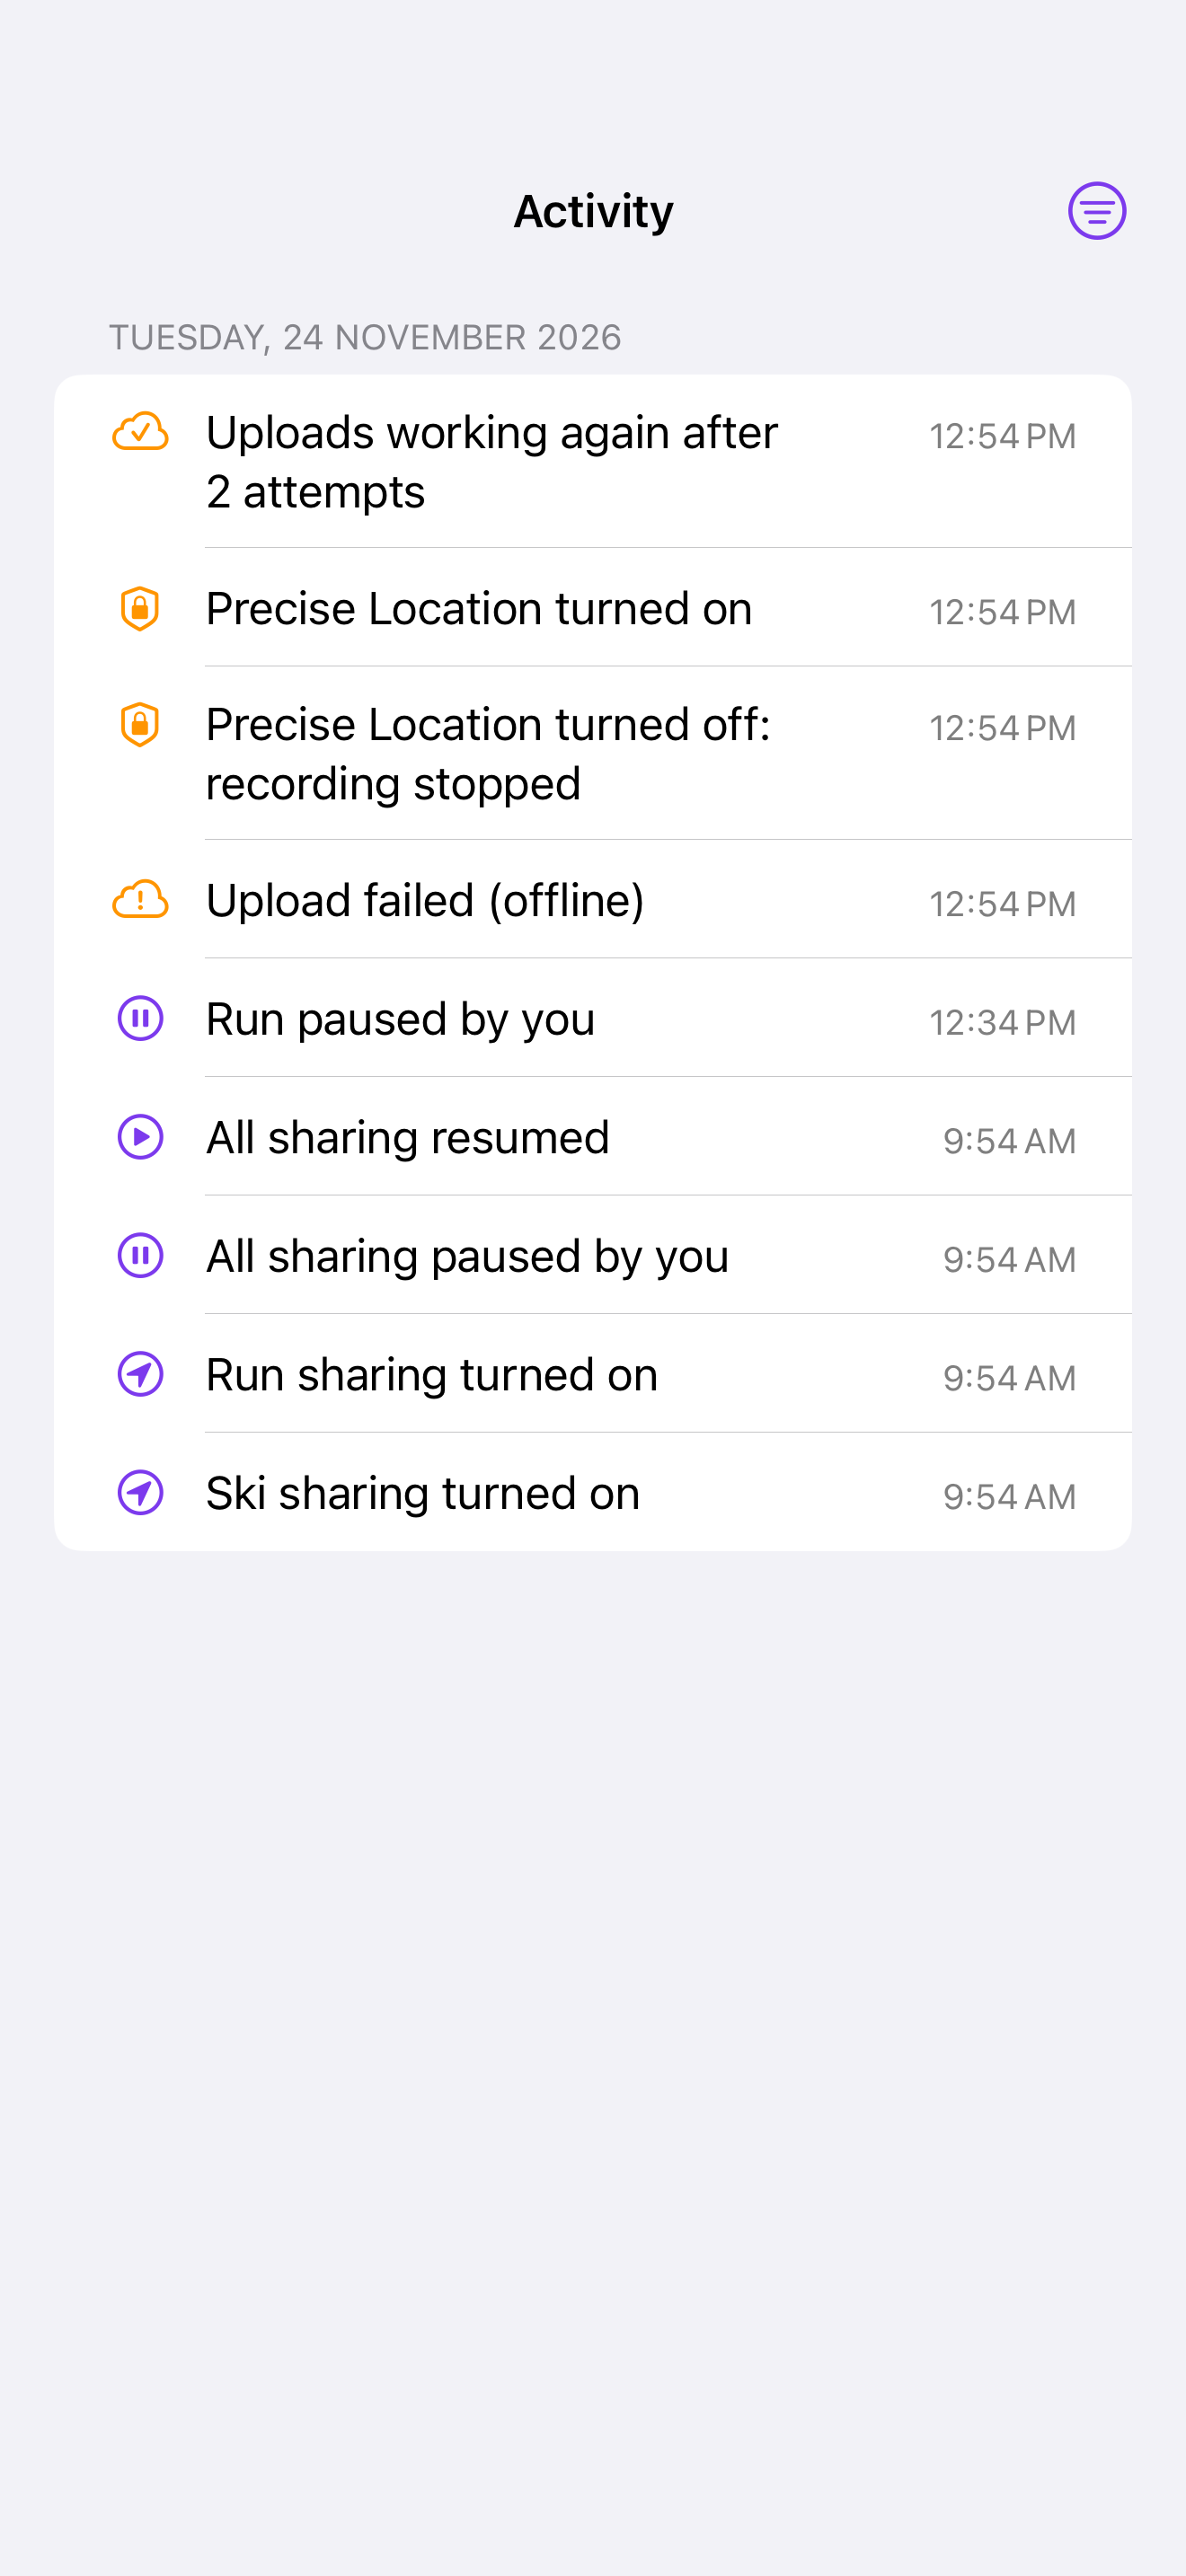 Activity
TUESDAY, 24 NOVEMBER 2026
Uploads working again after
2 attempts
12:54 PM
Precise Location turned on
12:54 PM
Precise Location turned off:
recording stopped
12:54 PM
Upload failed (offline)
12:54 PM
Run paused by you
12:34 PM
All sharing resumed
9:54 AM
All sharing paused by you
9:54 AM
Run sharing turned on
9:54 AM
Ski sharing turned on
9:54 AM